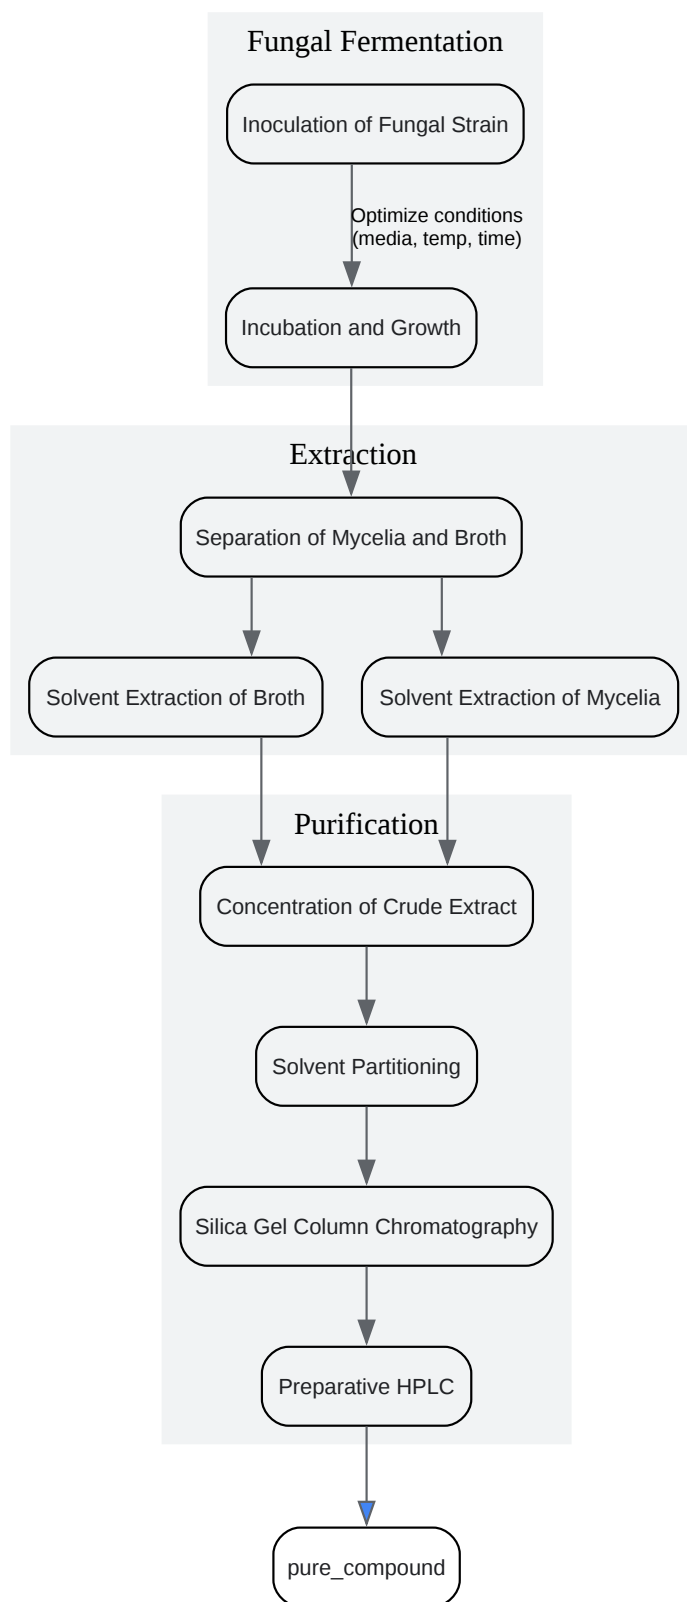 Fungal Fermentation
Inoculation of Fungal Strain
Optimize conditions
(media, temp, time)
Incubation and Growth
Extraction
Separation of Mycelia and Broth
Solvent Extraction of Broth
Solvent Extraction of Mycelia
Purification
Concentration of Crude Extract
Solvent Partitioning
Silica Gel Column Chromatography
Preparative HPLC
pure_compound